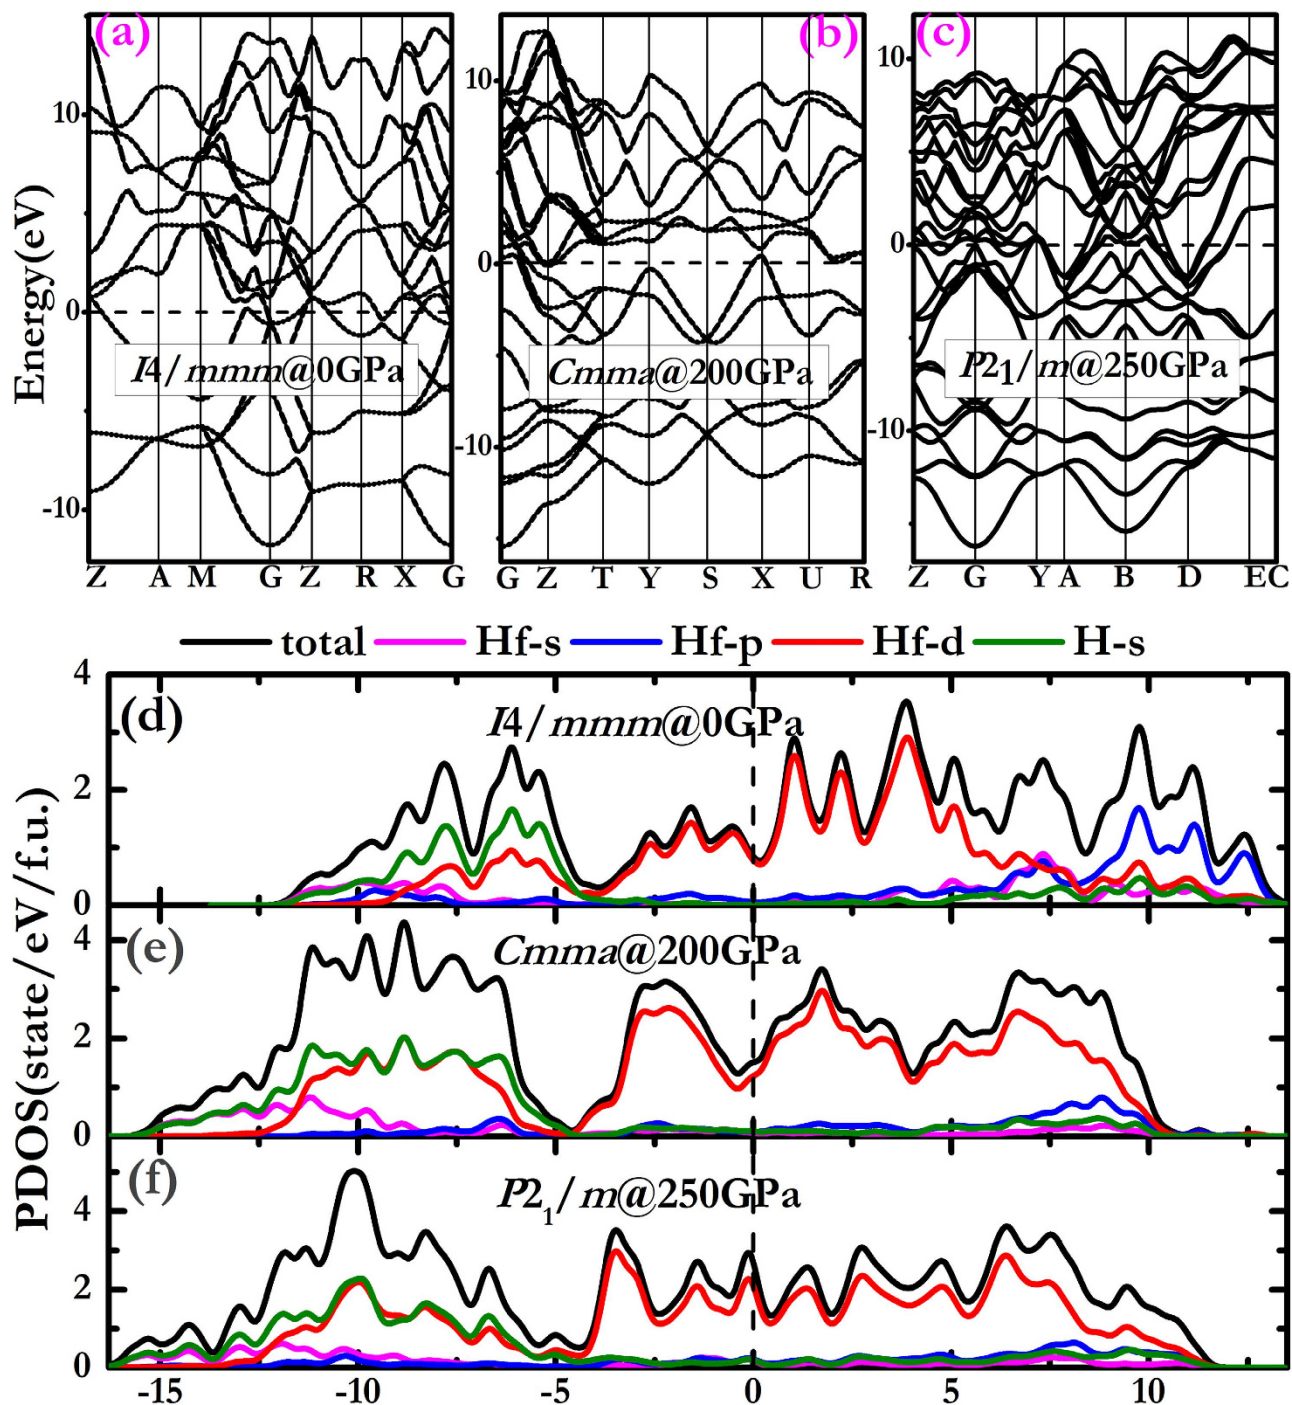 (a) (b) (c)
Energy(eV)
10
0
-10
I4/mmm@0GPa
Z A M G Z R X G
10
0
-10
Cmma@200GPa
G Z T Y S X U R
10
0
-10
P2₁/m@250GPa
Z G Y A B D E C
total Hf-s Hf-p Hf-d H-s
PDOS(state/eV/f.u.)
4
2
0
(d)
I4/mmm@0GPa
4
2
0
(e)
Cmma@200GPa
4
2
0
(f)
P2₁/m@250GPa
-15 -10 -5 0 5 10